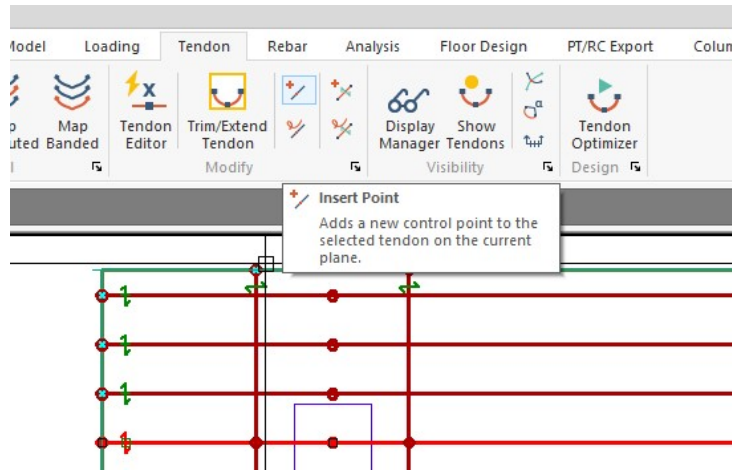 Model Loading Tendon Rebar Analysis Floor Design PT/RC Export
Map Tendon Trim/Extend Display Show Tendon
Banded Editor Tendon Manager Tendons Optimizer
Modify Visibility Design
Insert Point
Adds a new control point to the
selected tendon on the current
plane.